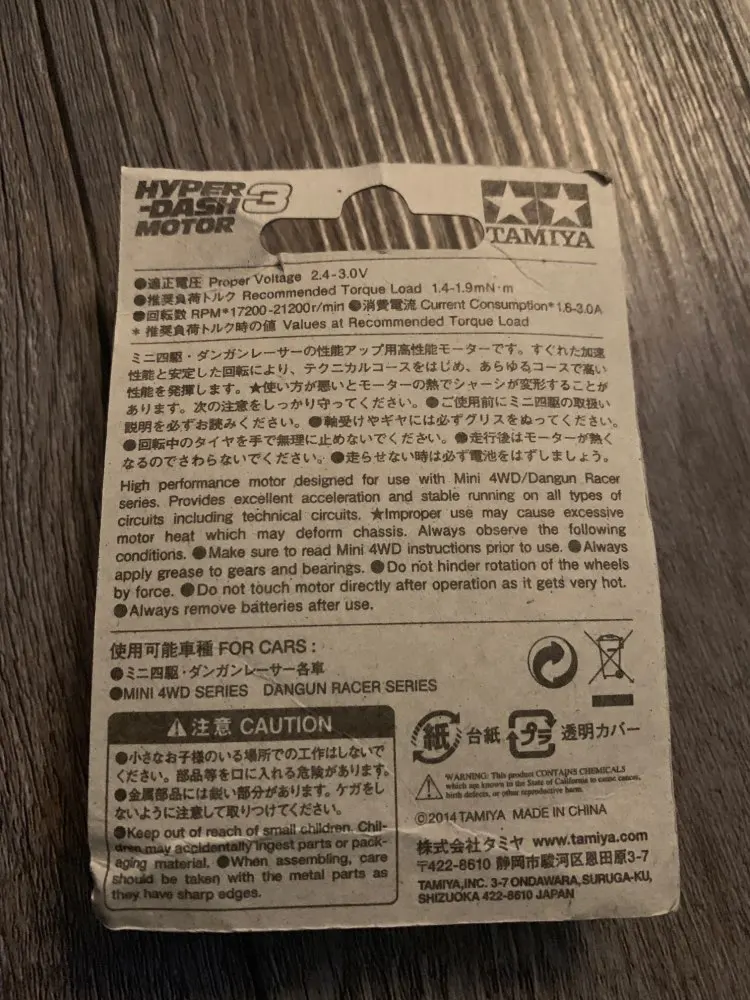 HYPER
-DASH 3
MOTOR
TAMIYA
●適正電圧 Proper Voltage 2.4-3.0V
●推奨負荷トルク Recommended Torque Load 1.4-1.9mN·m
●回転数 RPM*17200-21200r/min ●消費電流 Current Consumption*1.6-3.0A
* 推奨負荷トルク時の値 Values at Recommended Torque Load
ミニ四駆・ダンガンレーサーの性能アップ用高性能モーターです。すぐれた加速
性能と安定した回転により、テクニカルコースをはじめ、あらゆるコースで高い
性能を発揮します。★使い方が悪いとモーターの熱でシャーシが変形することが
あります。次の注意をしっかり守ってください。●ご使用前にミニ四駆の取扱い
説明を必ずお読みください。●軸受けやギヤには必ずグリスをぬってください。
●回転中のタイヤを手で無理に止めないでください。●走行後はモーターが熱く
なるのでさわらないでください。●走らせない時は必ず電池をはずしましょう。
High performance motor designed for use with Mini 4WD/Dangun Racer
series. Provides excellent acceleration and stable running on all types of
circuits including technical circuits. ★Improper use may cause excessive
motor heat which may deform chassis. Always observe the following
conditions. ●Make sure to read Mini 4WD instructions prior to use. ●Always
apply grease to gears and bearings. ●Do not hinder rotation of the wheels
by force. ●Do not touch motor directly after operation as it gets very hot.
●Always remove batteries after use.
使用可能車種 FOR CARS :
●ミニ四駆・ダンガンレーサー各車
●MINI 4WD SERIES DANGUN RACER SERIES
注意 CAUTION
●小さなお子様のいる場所での工作はしないで
ください。部品等を口に入れる危険があります。
●金属部品には鋭い部分があります。ケガをし
ないように注意して取りつけてください。
●Keep out of reach of small children. Chil-
dren may accidentally ingest parts or pack-
aging material. ●When assembling, care
should be taken with the metal parts as
they have sharp edges.
紙 台紙 プラ 透明カバー
WARNING: This product CONTAINS CHEMICALS
which are known to the State of California to cause cancer,
birth defects, or other reproductive harm.
©2014 TAMIYA MADE IN CHINA
株式会社タミヤ www.tamiya.com
〒422-8610 静岡市駿河区恩田原3-7
TAMIYA,INC. 3-7 ONDAWARA,SURUGA-KU,
SHIZUOKA 422-8610 JAPAN